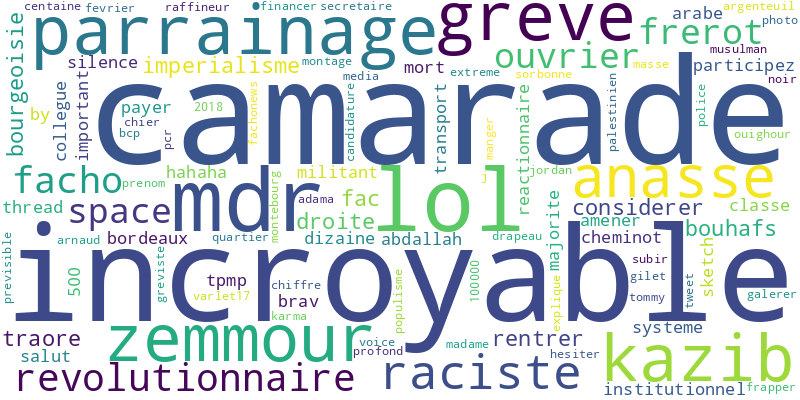 centaine
fevrier
raffineur
financer
secretaire
arabe
argenteuil
photo
parrainage
greve
frerot
bourgeoisie
silence
imperialisme
montage
mort
extreme
ouvrier
sorbonne
masse
musulman
participez
noir
media
camarade
by
collegue
important
payer
2018
chier
bcp
pcr
fachonews
candidature
transport
manger
reactionnaire
palestinien
police
ouighour
facho
prenom
hahaha
militant
mdr
lol
j
jordan
anasse
thread
space
montebourg
adama
fac
droite
considerer
classe
amener
bouhafs
previsible
arnaud
bordeaux
quartier
dizaine
abdallah
drapeau
majorite
cheminot
sketch
incroyable
500
greviste
tpmp
varlet17
brav
chiffre
karma
populisme
100000
explique
subir
gilet
tommy
tweet
galerer
traore
salut
zemmour
voice
profond
madame
rentrer
hesiter
systeme
kazib
revolutionnaire
raciste
institutionnel
frapper